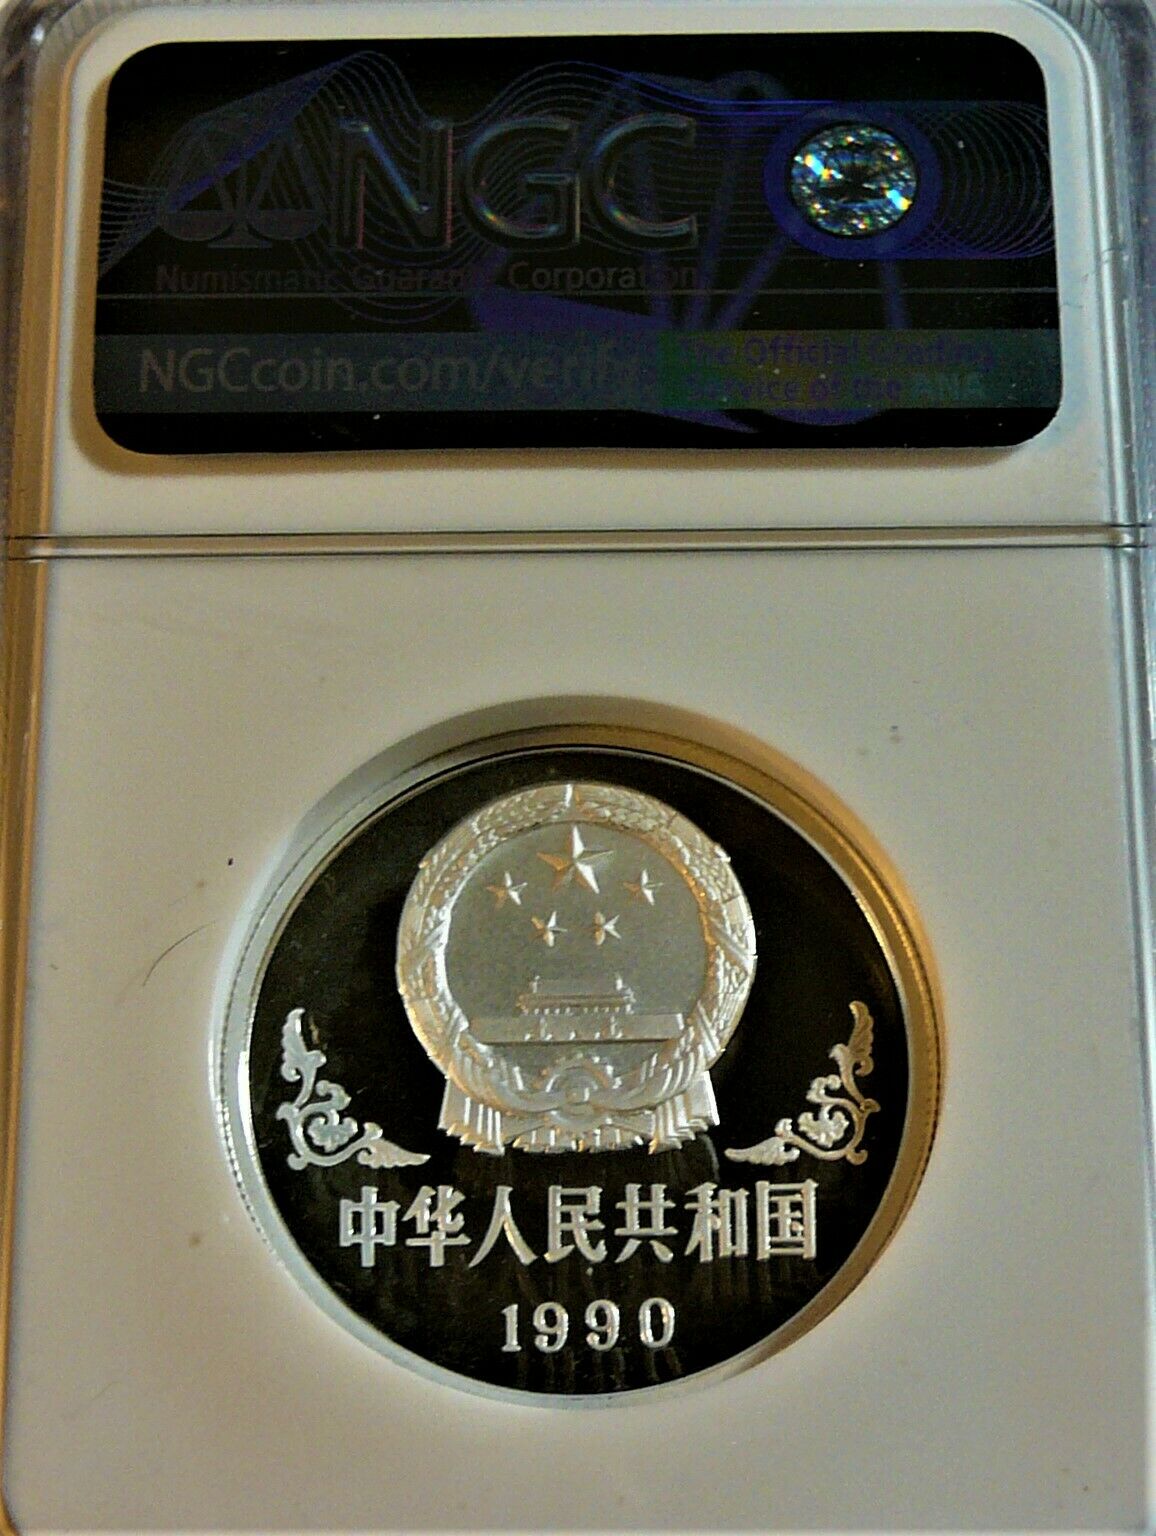 NGC
Numismatic Guaranty Corporation
NGCcoin.com/verify
The Official Grading
Service of the
中华人民共和国
1990